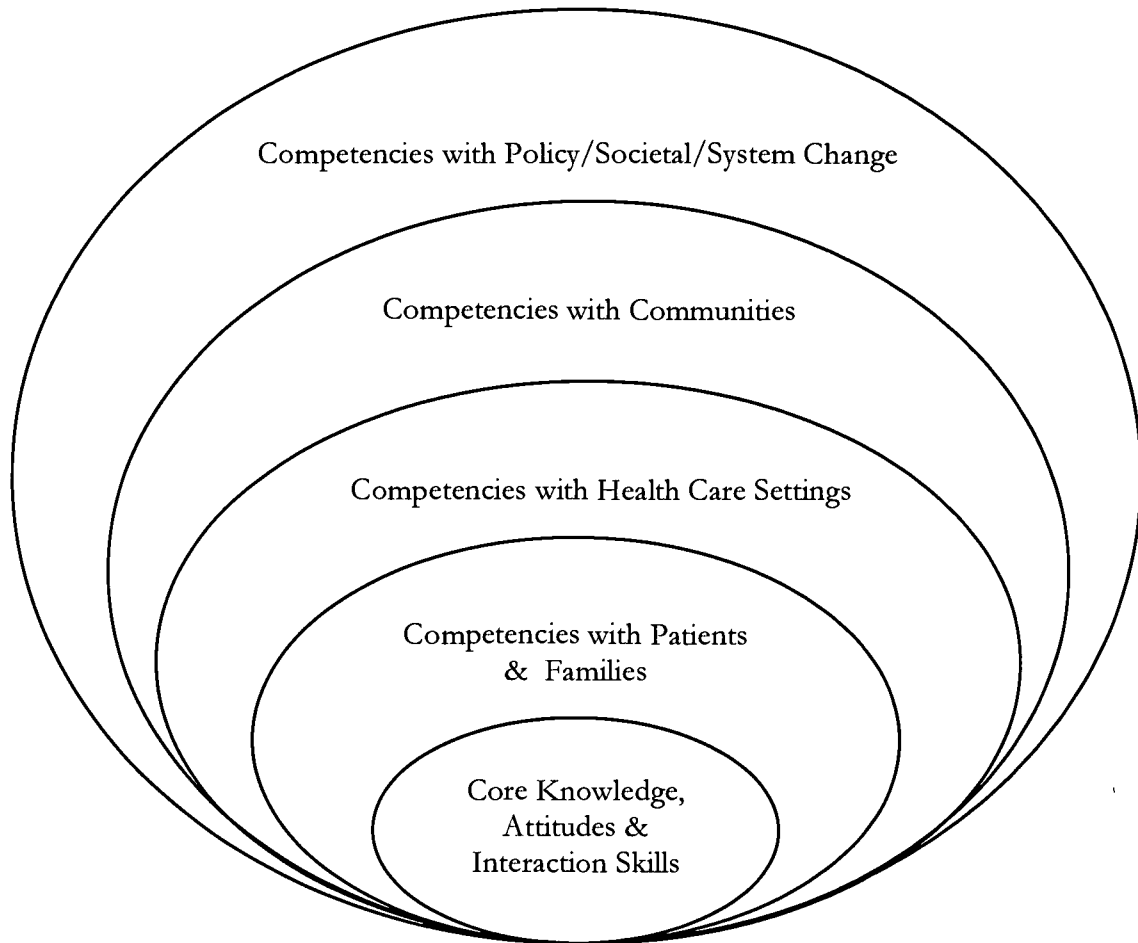 Competencies with Policy/Societal/System Change
Competencies with Communities
Competencies with Health Care Settings
Competencies with Patients
& Families
Core Knowledge,
Attitudes &
Interaction Skills